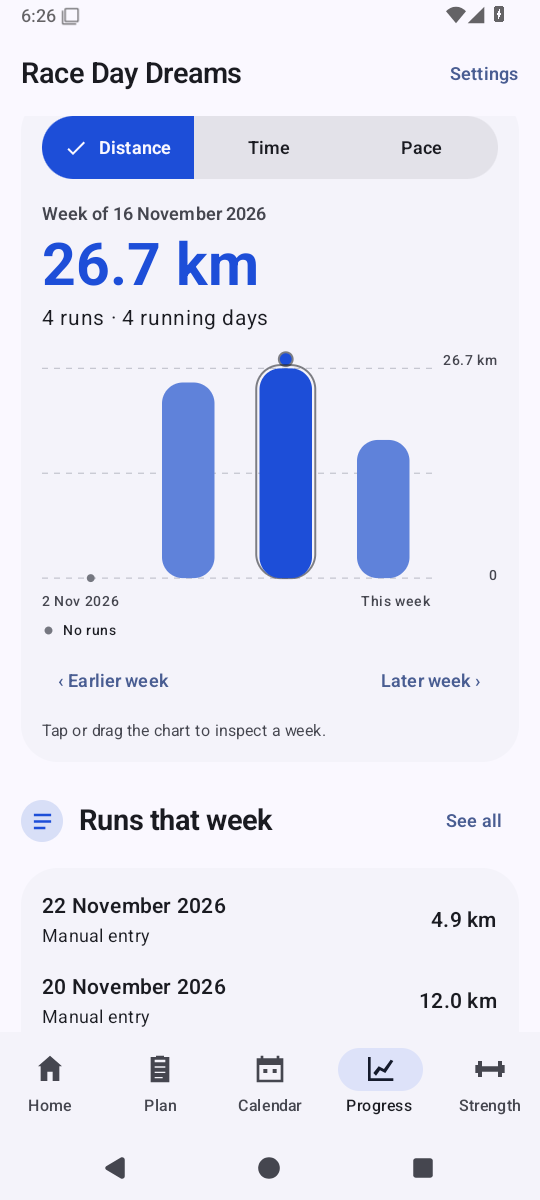 6:26
Race Day Dreams
Settings
Distance
Time
Pace
Week of 16 November 2026
26.7 km
4 runs · 4 running days
26.7 km
0
2 Nov 2026
This week
No runs
‹ Earlier week
Later week ›
Tap or drag the chart to inspect a week.
Runs that week
See all
22 November 2026
4.9 km
Manual entry
20 November 2026
12.0 km
Manual entry
Home
Plan
Calendar
Progress
Strength